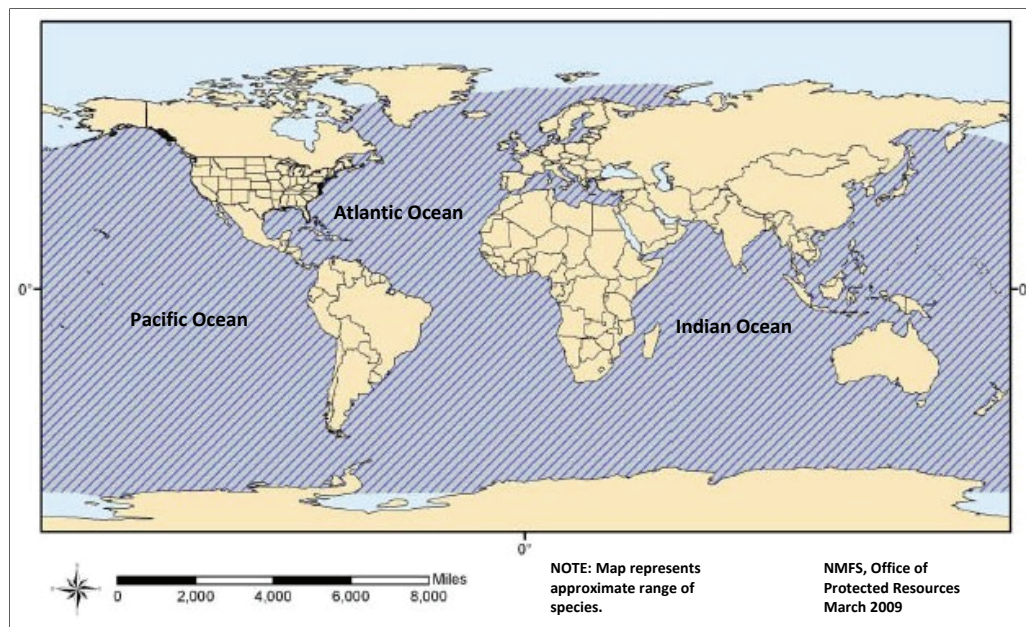 Atlantic Ocean
0°
0
Pacific Ocean
Indian Ocean
0°
Miles
0 2,000 4,000 6,000 8,000
NOTE: Map represents
approximate range of
species.
NMFS, Office of
Protected Resources
March 2009